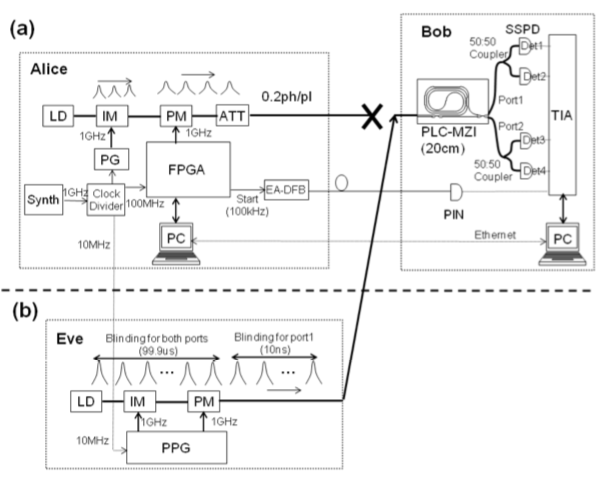 (a)
Alice
LD
IM
PM
ATT
0.2ph/pl
1GHz
1GHz
PG
FPGA
Synth
1GHz
Clock
Divider
100MHz
Start
(100kHz)
EA-DFB
10MHz
PC
Ethernet
Bob
SSPD
50:50
Coupler
Det1
Det2
Port1
PLC-MZI
(20cm)
Port2
Det3
50:50
Coupler
Det4
TIA
PIN
PC
(b)
Eve
Blinding for both ports
(99.9us)
Blinding for port1
(10ns)
LD
IM
PM
1GHz
1GHz
10MHz
PPG